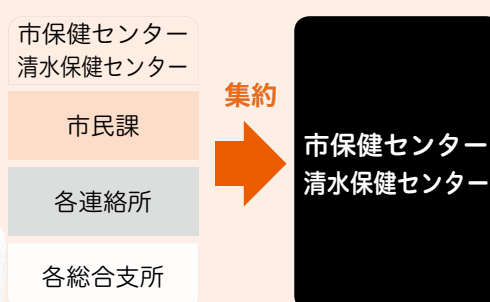 市保健センター
清水保健センター
市民課
各連絡所
各総合支所
集約
市保健センター
清水保健センター